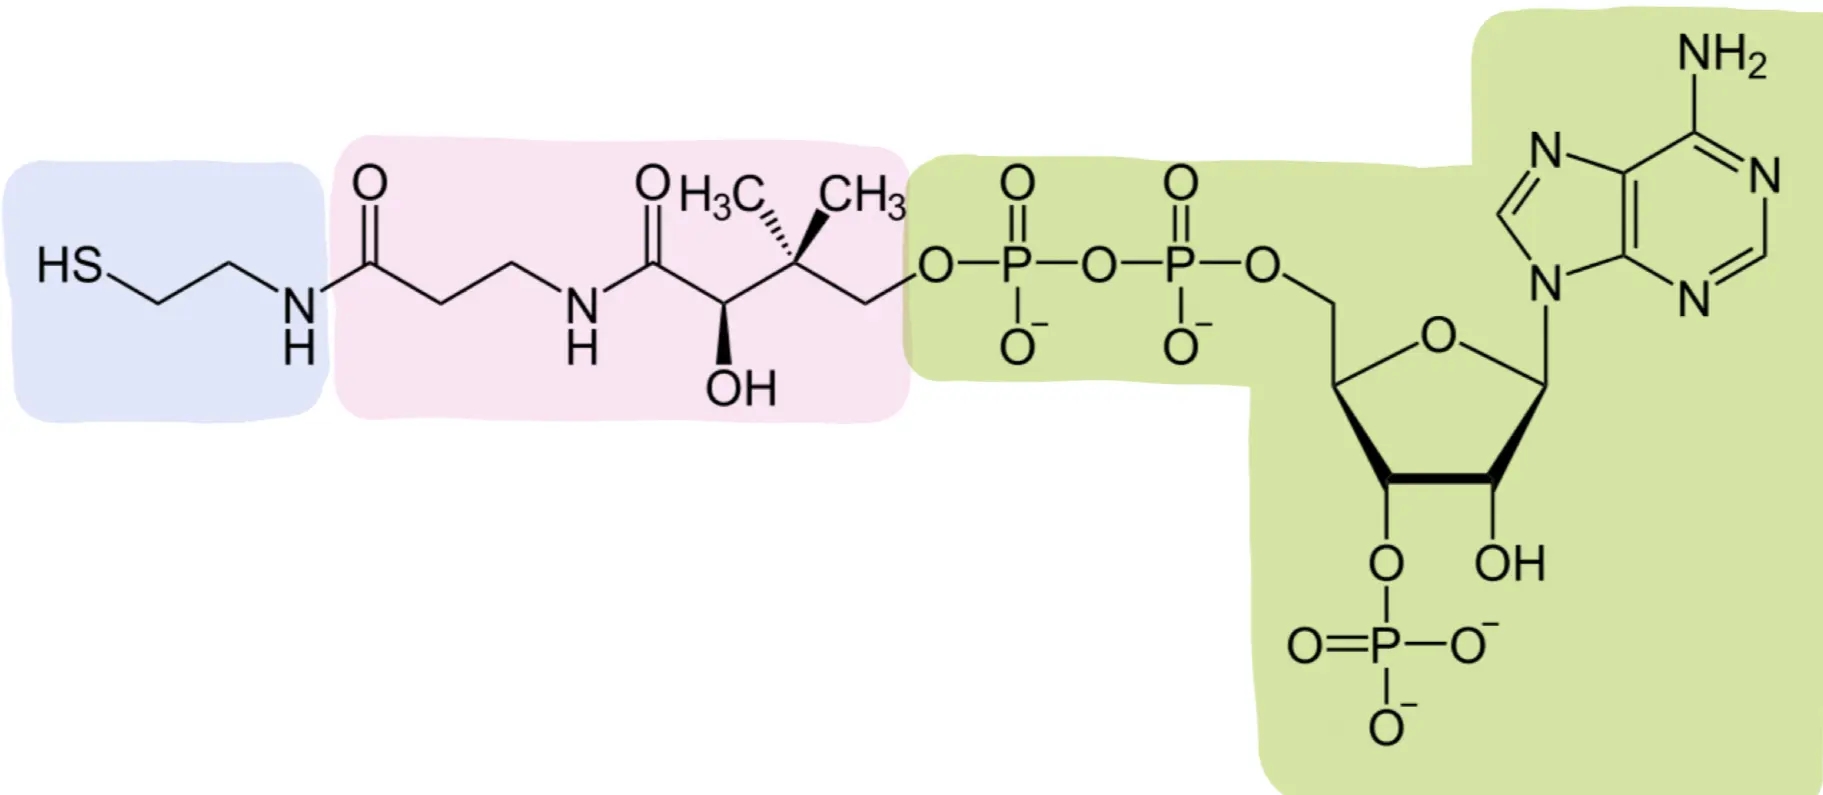 NH2
O O H3C CH3 O O N N
HS O P O P O
N H N H O− O− N N
OH O
O OH
O P O−
O−